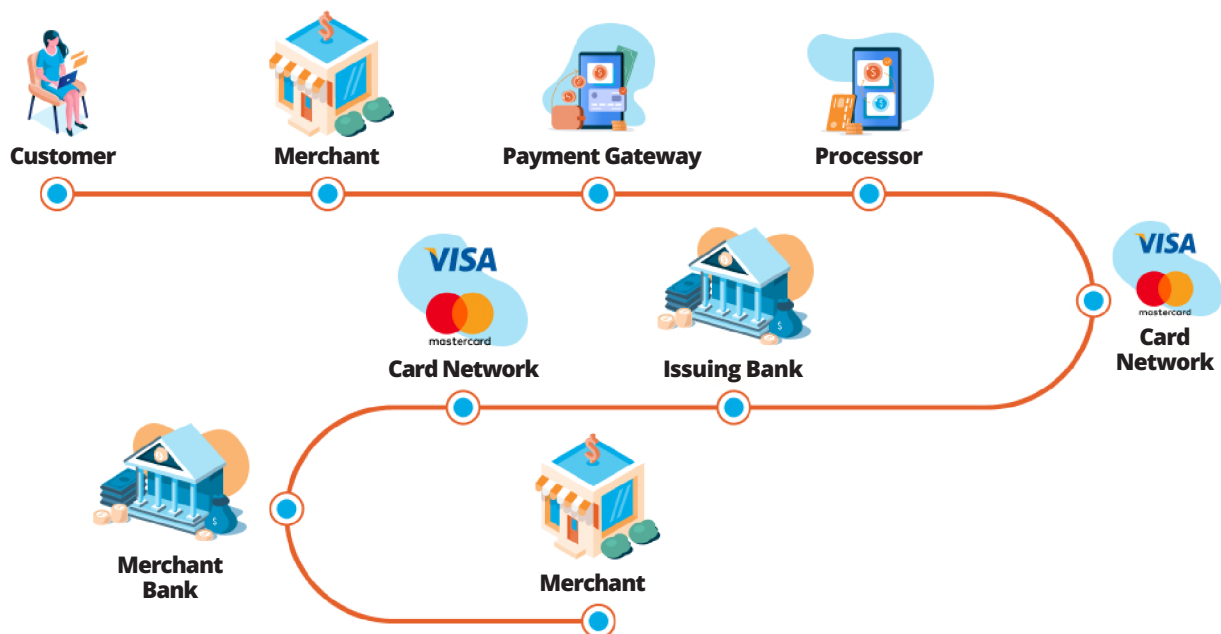 Customer
Merchant
Payment Gateway
Processor
VISA
mastercard
Card
Network
VISA
mastercard
Card Network
Issuing Bank
Merchant
Bank
Merchant